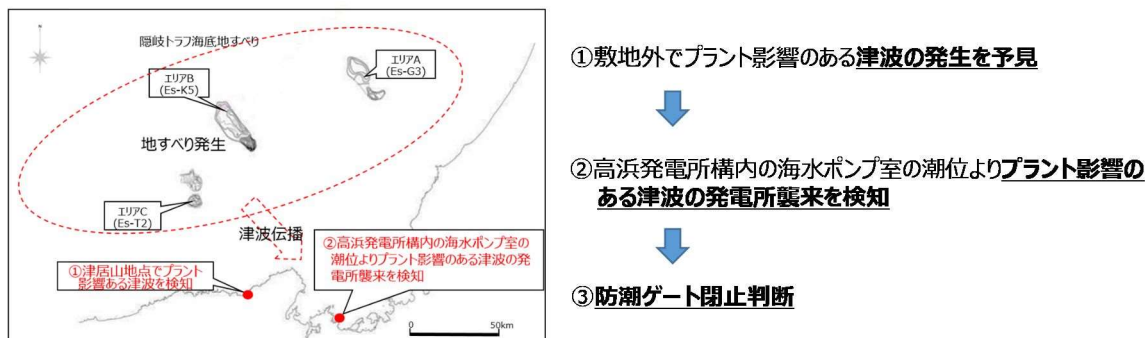 隠岐トラフ海底地すべり
エリアA
(Es-G3)
エリアB
(Es-K5)
地すべり発生
エリアC
(Es-T2)
津波伝播
①津居山地点でプラント
影響ある津波を検知
②高浜発電所構内の海水ポンプ室の
潮位よりプラント影響のある津波の発
電所襲来を検知
0
50km
①敷地外でプラント影響のある津波の発生を予見
②高浜発電所構内の海水ポンプ室の潮位よりプラント影響の
ある津波の発電所襲来を検知
③防潮ゲート閉止判断